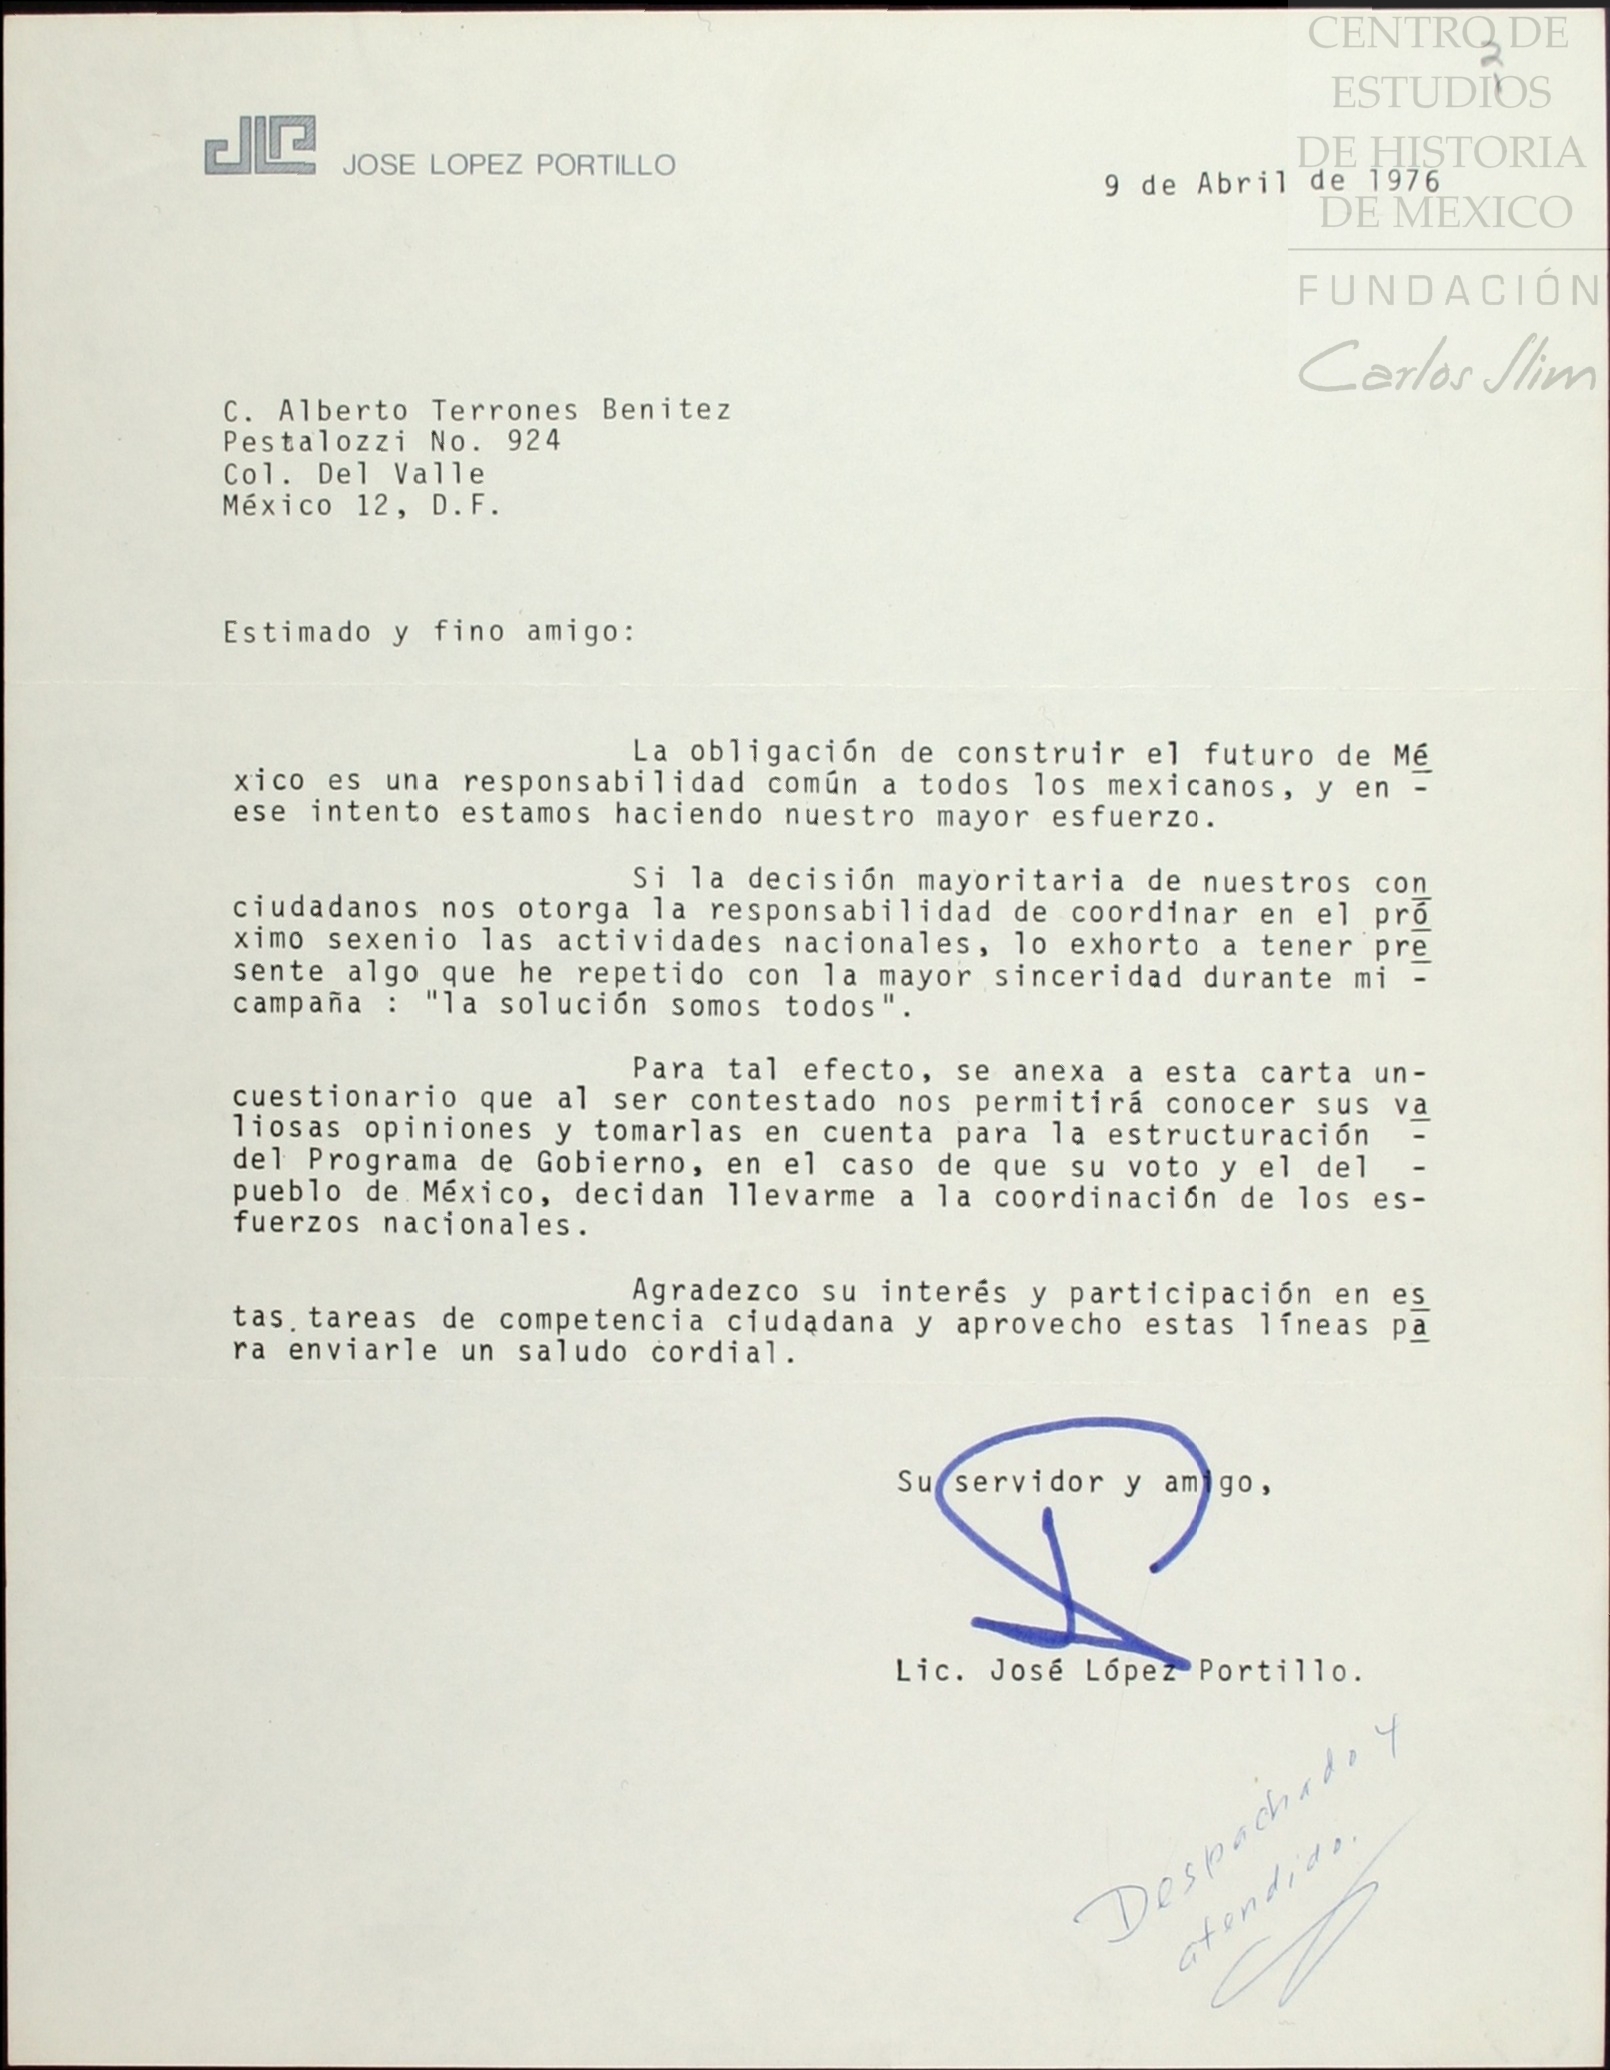 CENTRO DE
ESTUDIOS
DE HISTORIA
DE MEXICO
FUNDACIÓN
Carlos Slim
2
JLP JOSE LOPEZ PORTILLO
9 de Abril de 1976
C. Alberto Terrones Benitez
Pestalozzi No. 924
Col. Del Valle
México 12, D.F.
Estimado y fino amigo:
La obligación de construir el futuro de Mé
xico es una responsabilidad común a todos los mexicanos, y en -
ese intento estamos haciendo nuestro mayor esfuerzo.
Si la decisión mayoritaria de nuestros con
ciudadanos nos otorga la responsabilidad de coordinar en el pró
ximo sexenio las actividades nacionales, lo exhorto a tener pre
sente algo que he repetido con la mayor sinceridad durante mi -
campaña : "la solución somos todos".
Para tal efecto, se anexa a esta carta un-
cuestionario que al ser contestado nos permitirá conocer sus va
liosas opiniones y tomarlas en cuenta para la estructuración -
del Programa de Gobierno, en el caso de que su voto y el del -
pueblo de México, decidan llevarme a la coordinación de los es-
fuerzos nacionales.
Agradezco su interés y participación en es
tas tareas de competencia ciudadana y aprovecho estas líneas pa
ra enviarle un saludo cordial.
Su servidor y amigo,
Lic. José López Portillo.
Despachado y
atendido.